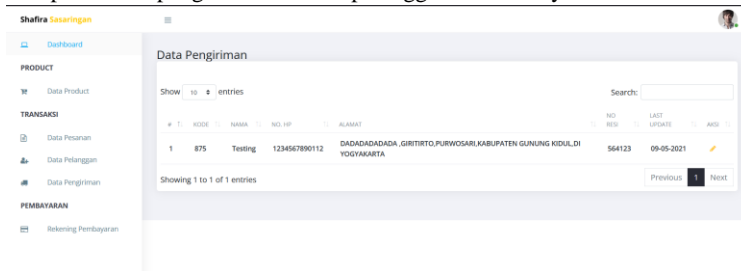 Shafira Sasaringan
Dashboard
PRODUCT
Data Product
TRANSAKSI
Data Pesanan
Data Pelanggan
Data Pengiriman
PEMBAYARAN
Rekening Pembayaran
Data Pengiriman
Show 10 entries
Search:
# KODE NAMA NO. HP ALAMAT NO RESI LAST UPDATE AKSI
1 875 Testing 1234567890112 DADADADADADA ,GIRITIRTO,PURWOSARI,KABUPATEN GUNUNG KIDUL,DI YOGYAKARTA 564123 09-05-2021
Showing 1 to 1 of 1 entries
Previous 1 Next